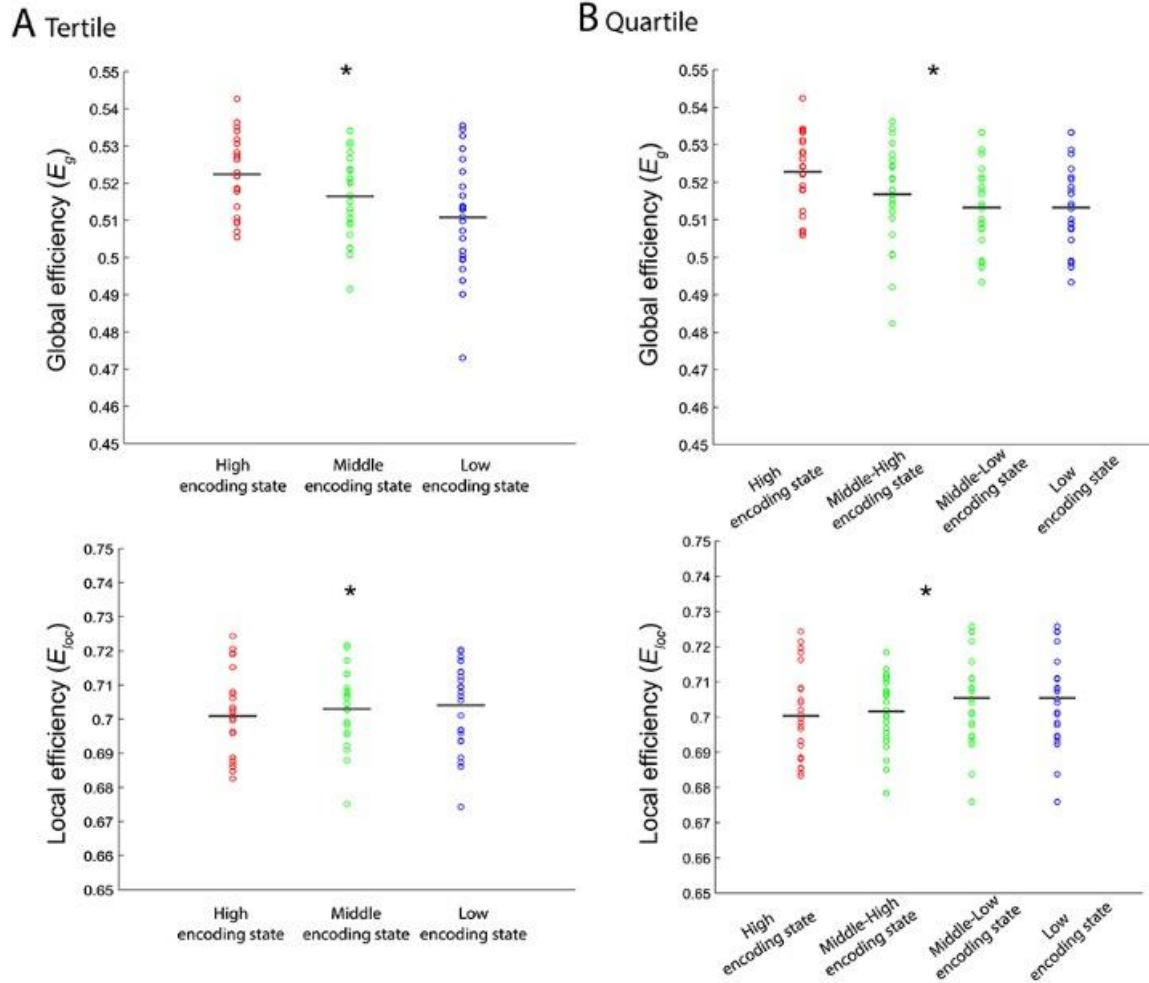 A Tertile
*
0.55
0.54
0.53
0.52
0.51
0.5
0.49
0.48
0.47
0.46
0.45
Global efficiency (Eg)
High
encoding state
Middle
encoding state
Low
encoding state
B Quartile
*
0.55
0.54
0.53
0.52
0.51
0.5
0.49
0.48
0.47
0.46
0.45
Global efficiency (Eg)
High
encoding state
Middle-High
encoding state
Middle-Low
encoding state
Low
encoding state
*
0.75
0.74
0.73
0.72
0.71
0.7
0.69
0.68
0.67
0.66
0.65
Local efficiency (Eloc)
High
encoding state
Middle
encoding state
Low
encoding state
*
0.75
0.74
0.73
0.72
0.71
0.7
0.69
0.68
0.67
0.66
0.65
Local efficiency (Eloc)
High
encoding state
Middle-High
encoding state
Middle-Low
encoding state
Low
encoding state